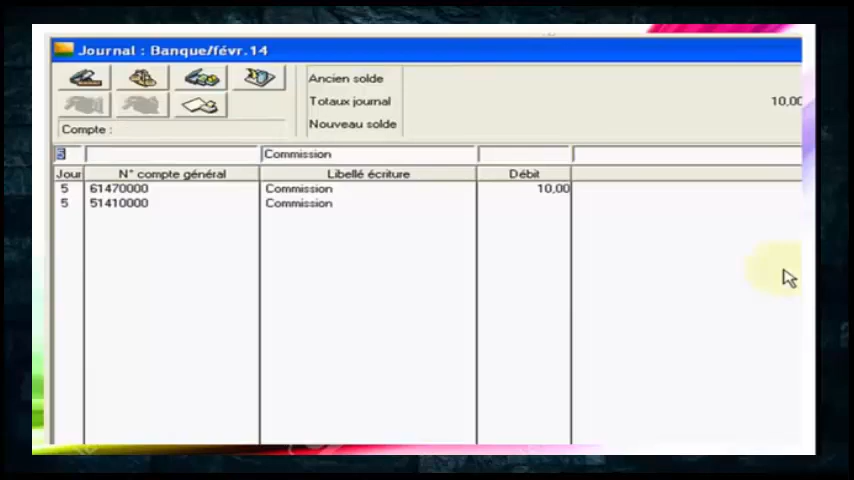 Journal : Banque/févr.14
Ancien solde
Totaux journal 10,00
Nouveau solde
Compte :
5 Commission
Jour N° compte général Libellé écriture Débit
5 61470000 Commission 10,00
5 51410000 Commission